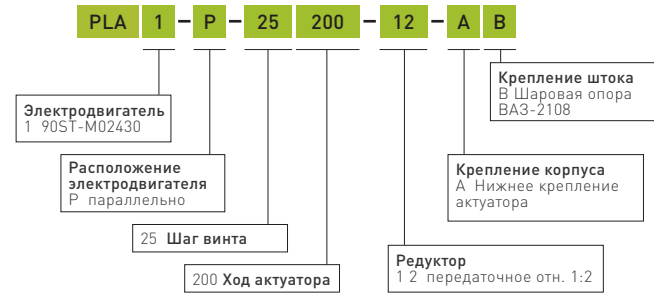 PLA 1 - P - 25 200 - 12 - A B
Крепление штока
B Шаровая опора
ВАЗ-2108
Электродвигатель
1 90ST-M02430
Расположение
электродвигателя
P параллельно
Крепление корпуса
A Нижнее крепление
актуатора
25 Шаг винта
200 Ход актуатора
Редуктор
1 2 передаточное отн. 1:2